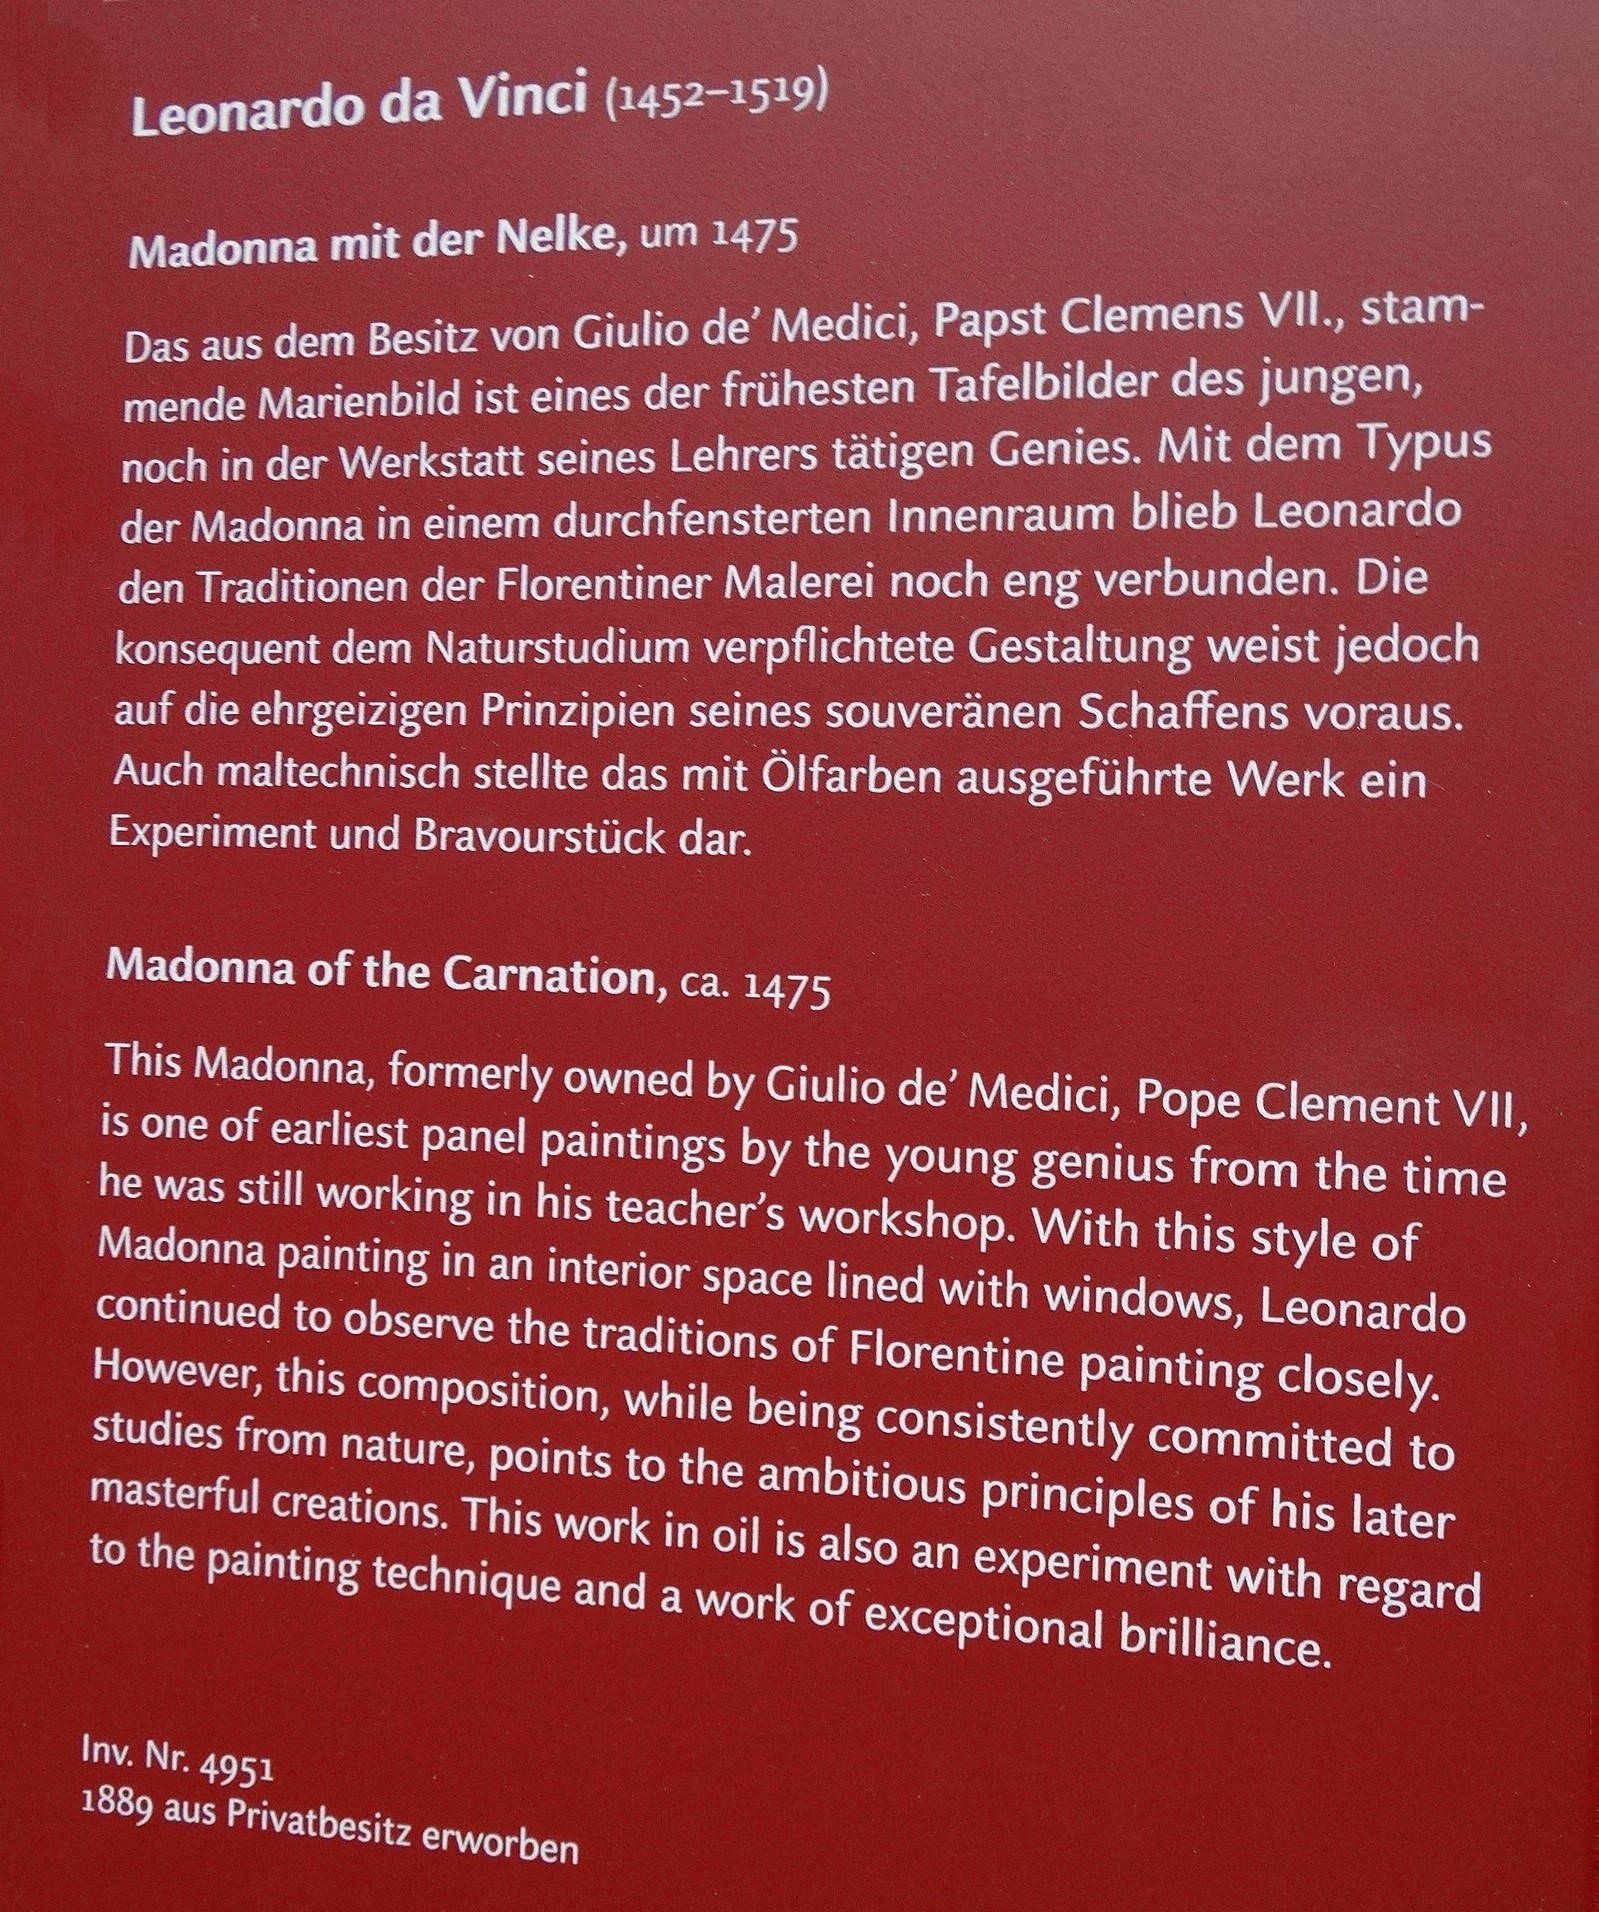 Leonardo da Vinci (1452–1519)
Madonna mit der Nelke, um 1475
Das aus dem Besitz von Giulio de’ Medici, Papst Clemens VII., stam-
mende Marienbild ist eines der frühesten Tafelbilder des jungen,
noch in der Werkstatt seines Lehrers tätigen Genies. Mit dem Typus
der Madonna in einem durchfensterten Innenraum blieb Leonardo
den Traditionen der Florentiner Malerei noch eng verbunden. Die
konsequent dem Naturstudium verpflichtete Gestaltung weist jedoch
auf die ehrgeizigen Prinzipien seines souveränen Schaffens voraus.
Auch maltechnisch stellte das mit Ölfarben ausgeführte Werk ein
Experiment und Bravourstück dar.
Madonna of the Carnation, ca. 1475
This Madonna, formerly owned by Giulio de’ Medici, Pope Clement VII,
is one of earliest panel paintings by the young genius from the time
he was still working in his teacher’s workshop. With this style of
Madonna painting in an interior space lined with windows, Leonardo
continued to observe the traditions of Florentine painting closely.
However, this composition, while being consistently committed to
studies from nature, points to the ambitious principles of his later
masterful creations. This work in oil is also an experiment with regard
to the painting technique and a work of exceptional brilliance.
Inv. Nr. 4951
1889 aus Privatbesitz erworben